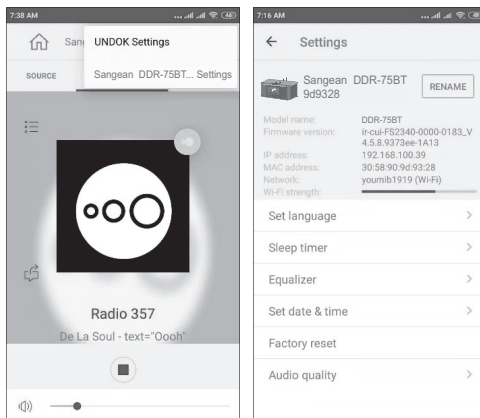 7:38 AM
48
San
UNDOK Settings
SOURCE
Sangean DDR-75BT... Settings
Radio 357
De La Soul - text="Oooh"
7:16 AM
Settings
Sangean DDR-75BT
9d9328
RENAME
Model name: DDR-75BT
Firmware version: ir-cui-FS2340-0000-0183_V
4.5.8.9373ee-1A13
IP address: 192.168.100.39
MAC address: 30:58:90:9d:93:28
Network: youmib1919 (Wi-Fi)
Wi-Fi strength:
Set language
Sleep timer
Equalizer
Set date & time
Factory reset
Audio quality